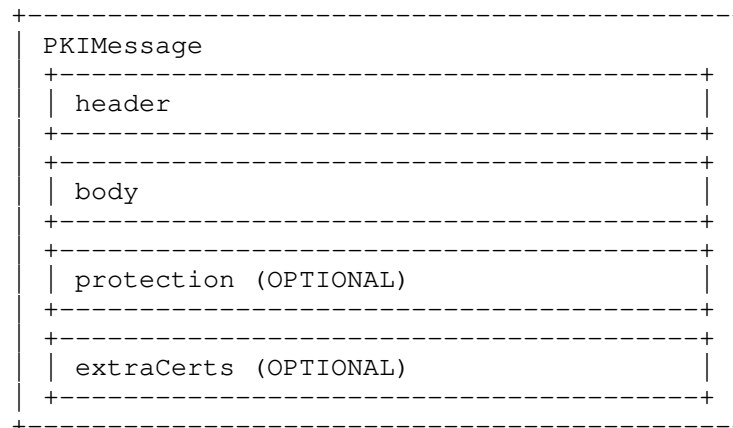 PKIMessage
header
body
protection (OPTIONAL)
extraCerts (OPTIONAL)